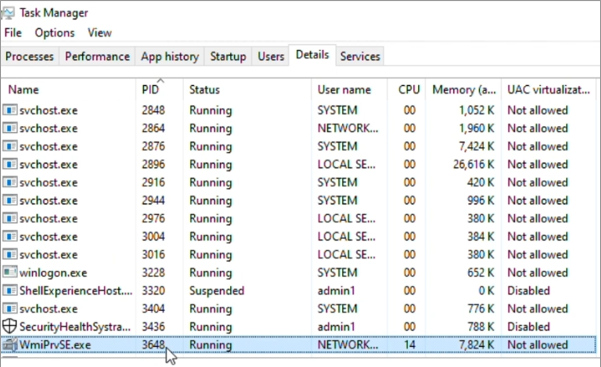 Task Manager
File Options View
Processes Performance App history Startup Users Details Services
Name PID Status User name CPU Memory (a... UAC virtualizat...
svchost.exe 2848 Running SYSTEM 00 1,052 K Not allowed
svchost.exe 2864 Running NETWORK... 00 1,960 K Not allowed
svchost.exe 2876 Running SYSTEM 00 7,424 K Not allowed
svchost.exe 2896 Running LOCAL SE... 00 26,616 K Not allowed
svchost.exe 2916 Running SYSTEM 00 420 K Not allowed
svchost.exe 2944 Running SYSTEM 00 996 K Not allowed
svchost.exe 2976 Running LOCAL SE... 00 380 K Not allowed
svchost.exe 3004 Running LOCAL SE... 00 384 K Not allowed
svchost.exe 3016 Running LOCAL SE... 00 380 K Not allowed
winlogon.exe 3228 Running SYSTEM 00 652 K Not allowed
ShellExperienceHost.... 3320 Suspended admin1 00 0 K Disabled
svchost.exe 3404 Running SYSTEM 00 776 K Not allowed
SecurityHealthSystra... 3436 Running admin1 00 788 K Disabled
WmiPrvSE.exe 3648 Running NETWORK... 14 7,824 K Not allowed